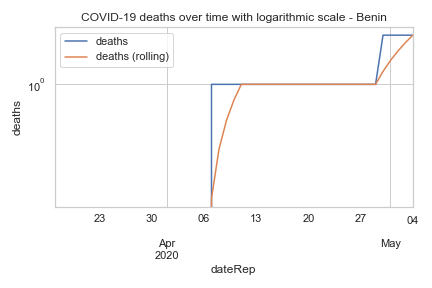 COVID-19 deaths over time with logarithmic scale - Benin
deaths
deaths (rolling)
10^0
deaths
23 30 06 13 20 27 04
Apr May
2020
dateRep